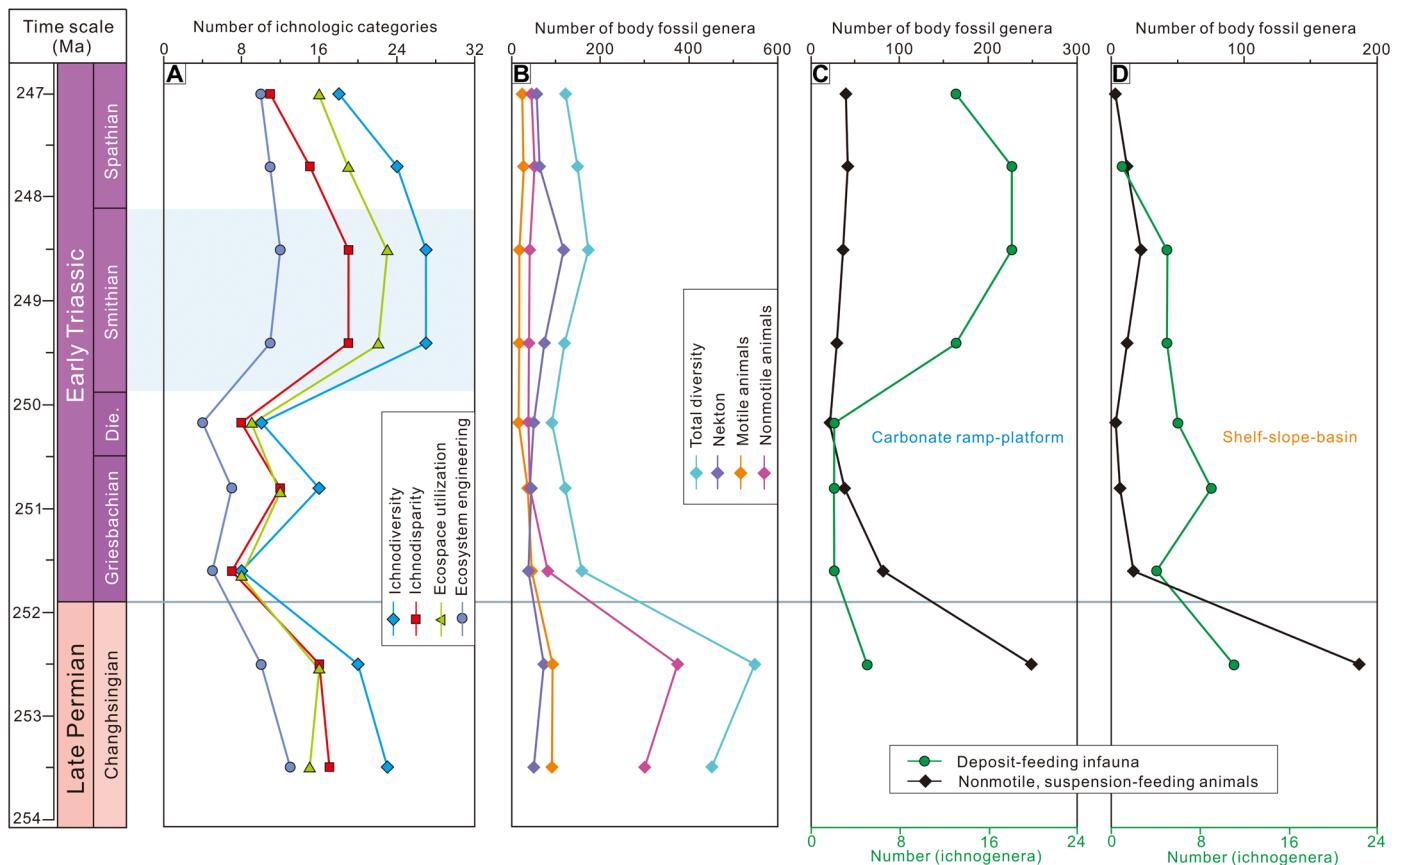 Time scale
(Ma)
Number of ichnologic categories
Number of body fossil genera
Number of body fossil genera
Number of body fossil genera
0 8 16 24 32
0 200 400 600
0 100 200 300
0 100 200
A
B
C
D
247
248
249
250
251
252
253
254
Early Triassic
Late Permian
Spathian
Smithian
Die.
Griesbachian
Changhsingian
Ichnodiversity
Ichnodisparity
Ecospace utilization
Ecosystem engineering
Total diversity
Nekton
Motile animals
Nonmotile animals
Carbonate ramp-platform
Shelf-slope-basin
Deposit-feeding infauna
Nonmotile, suspension-feeding animals
0 8 16 24
0 8 16 24
Number (ichnogenera)
Number (ichnogenera)